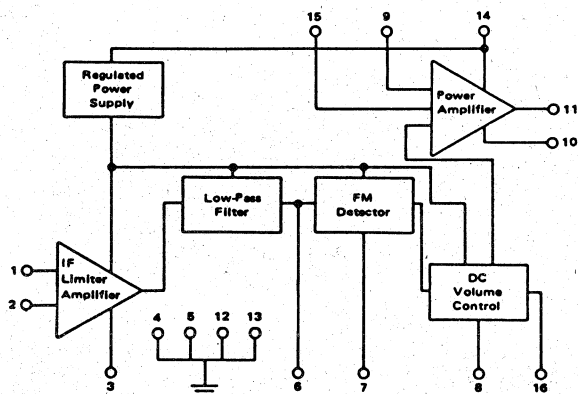 15 9 14
Regulated
Power
Supply
Power
Amplifier
11
10
Low-Pass
Filter
FM
Detector
IF
Limiter
Amplifier
1
2
DC
Volume
Control
4 5 12 13
3 6 7 8 16